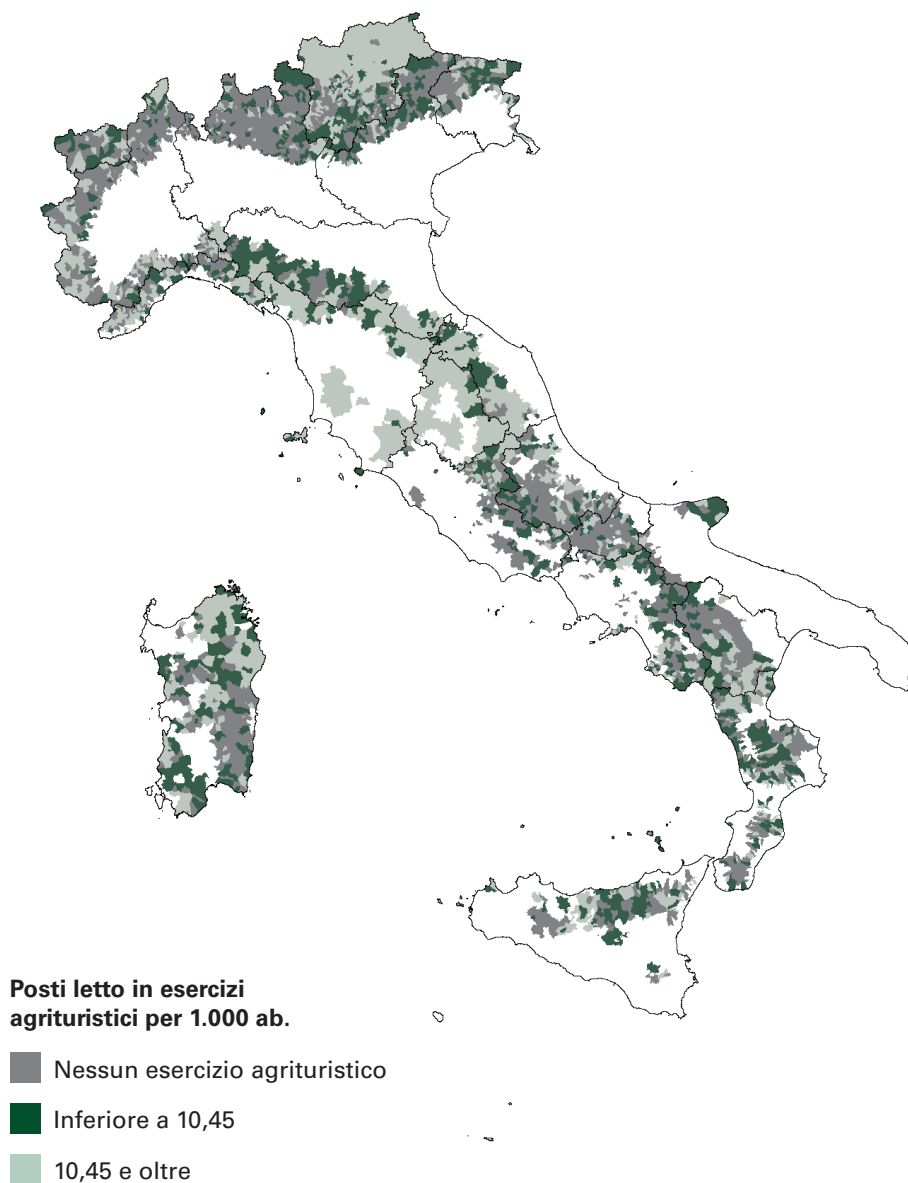 Posti letto in esercizi
agrituristici per 1.000 ab.
Nessun esercizio agrituristico
Inferiore a 10,45
10,45 e oltre